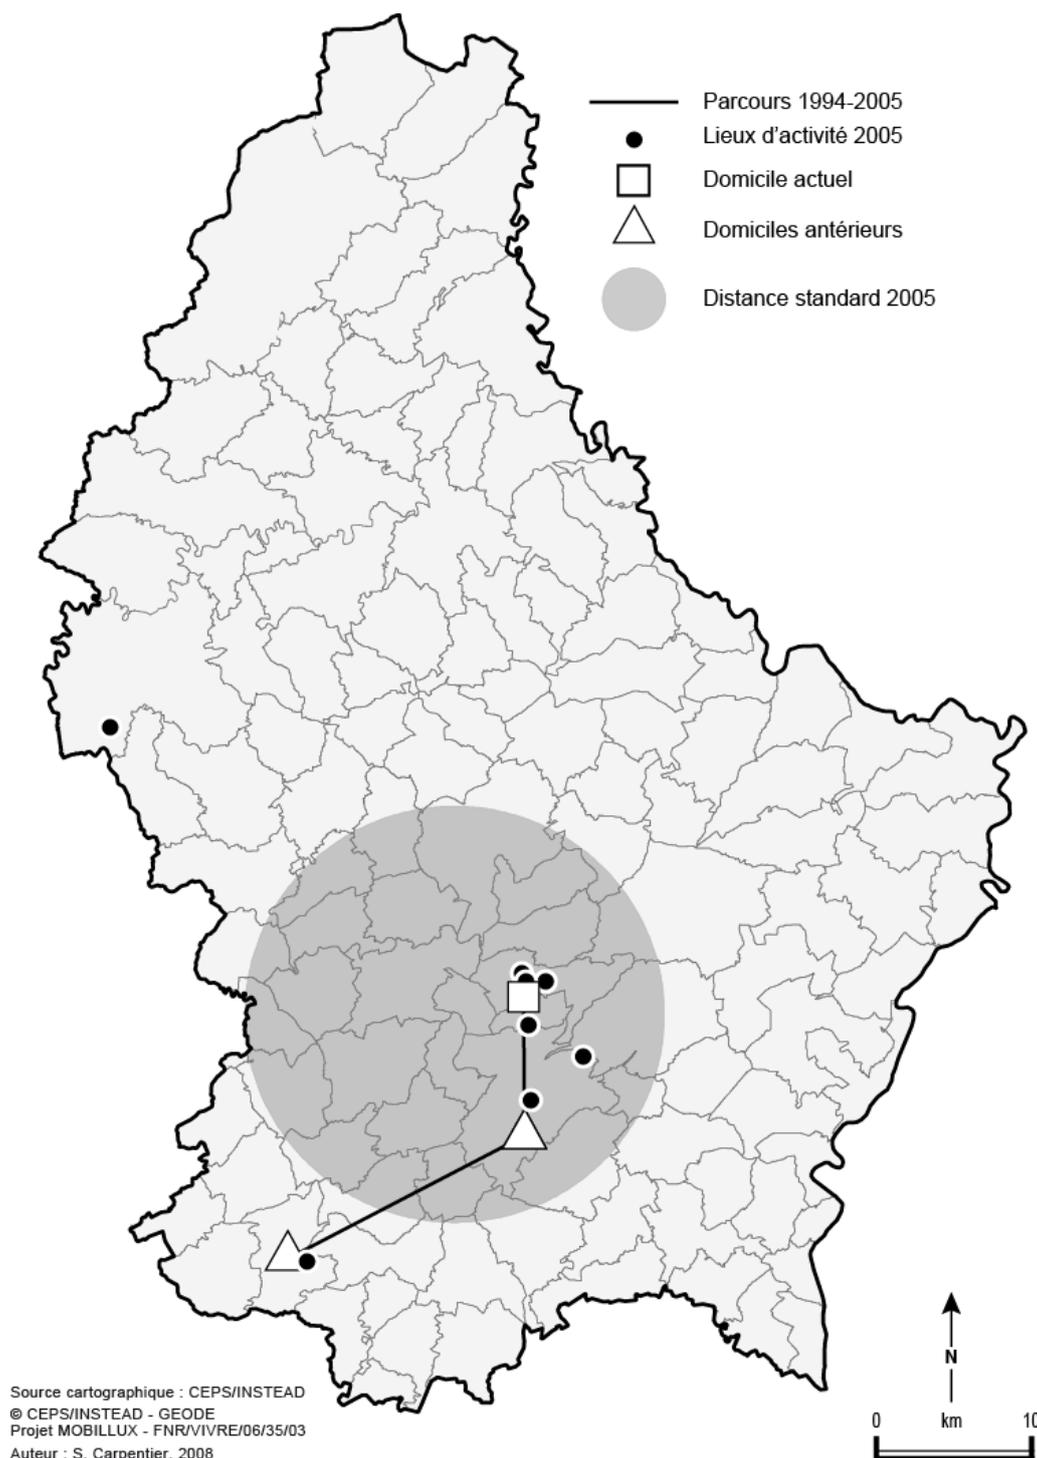 Parcours 1994-2005
Lieux d'activité 2005
Domicile actuel
Domiciles antérieurs
Distance standard 2005
N
0 km 10
Source cartographique : CEPS/INSTEAD
© CEPS/INSTEAD - GEODE
Projet MOBILLUX - FNR/VIVRE/06/35/03
Auteur : S. Carpentier, 2008